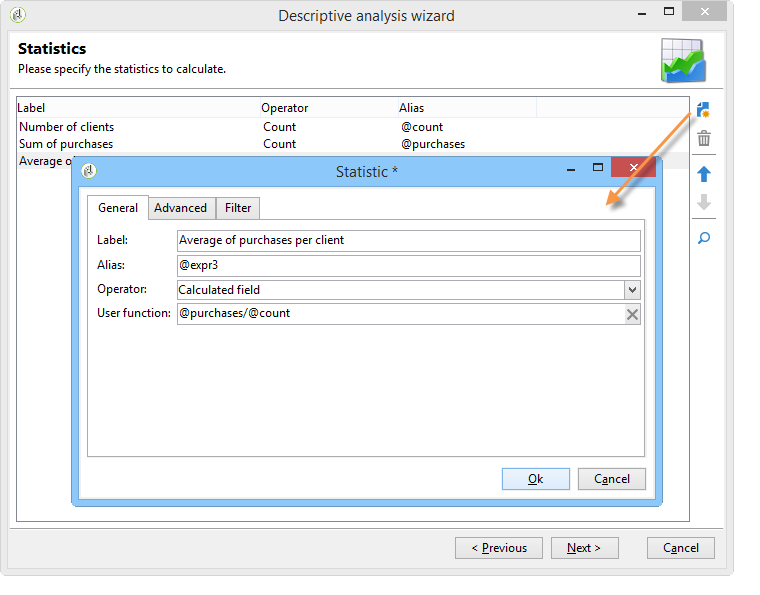 Descriptive analysis wizard
Statistics
Please specify the statistics to calculate.
Label Operator Alias
Number of clients Count @count
Sum of purchases Count @purchases
Average
Statistic *
General Advanced Filter
Label: Average of purchases per client
Alias: @expr3
Operator: Calculated field
User function: @purchases/@count
Ok Cancel
< Previous Next > Cancel